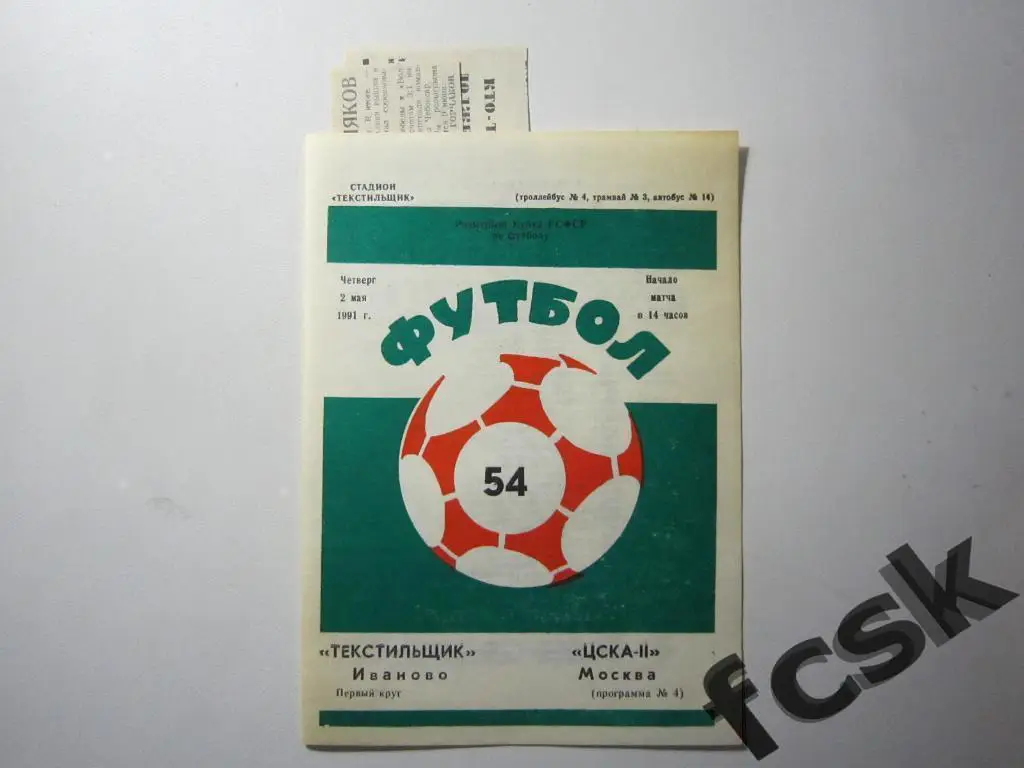 СТАДИОН
«ТЕКСТИЛЬЩИК»
(троллейбус № 4, трамвай № 3, автобус № 14)
Розыгрыш Кубка РСФСР
по футболу
Четверг
2 мая
1991 г.
Начало
матча
в 14 часов
ФУТБОЛ
54
«ТЕКСТИЛЬЩИК»
Иваново
Первый круг
«ЦСКА-II»
Москва
(программа № 4)
fcsk